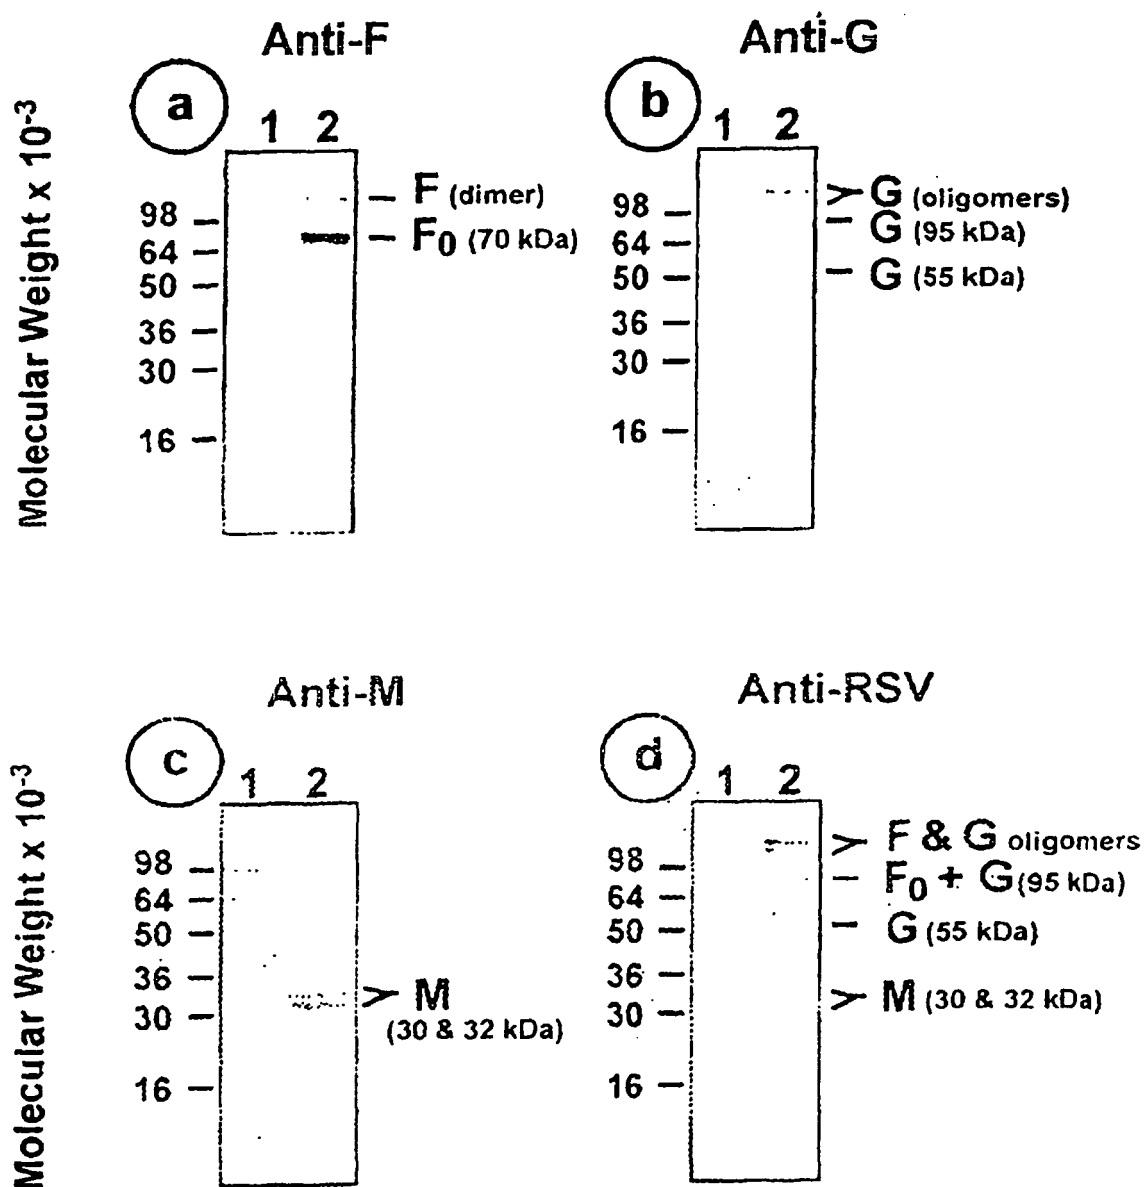 Anti-F
a
1 2
Molecular Weight x 10-3
98
64
50
36
30
16
F (dimer)
F0 (70 kDa)
Anti-G
b
1 2
98
64
50
36
30
16
G (oligomers)
G (95 kDa)
G (55 kDa)
Anti-M
c
1 2
Molecular Weight x 10-3
98
64
50
36
30
16
M
(30 & 32 kDa)
Anti-RSV
d
1 2
98
64
50
36
30
16
F & G oligomers
F0 + G (95 kDa)
G (55 kDa)
M (30 & 32 kDa)